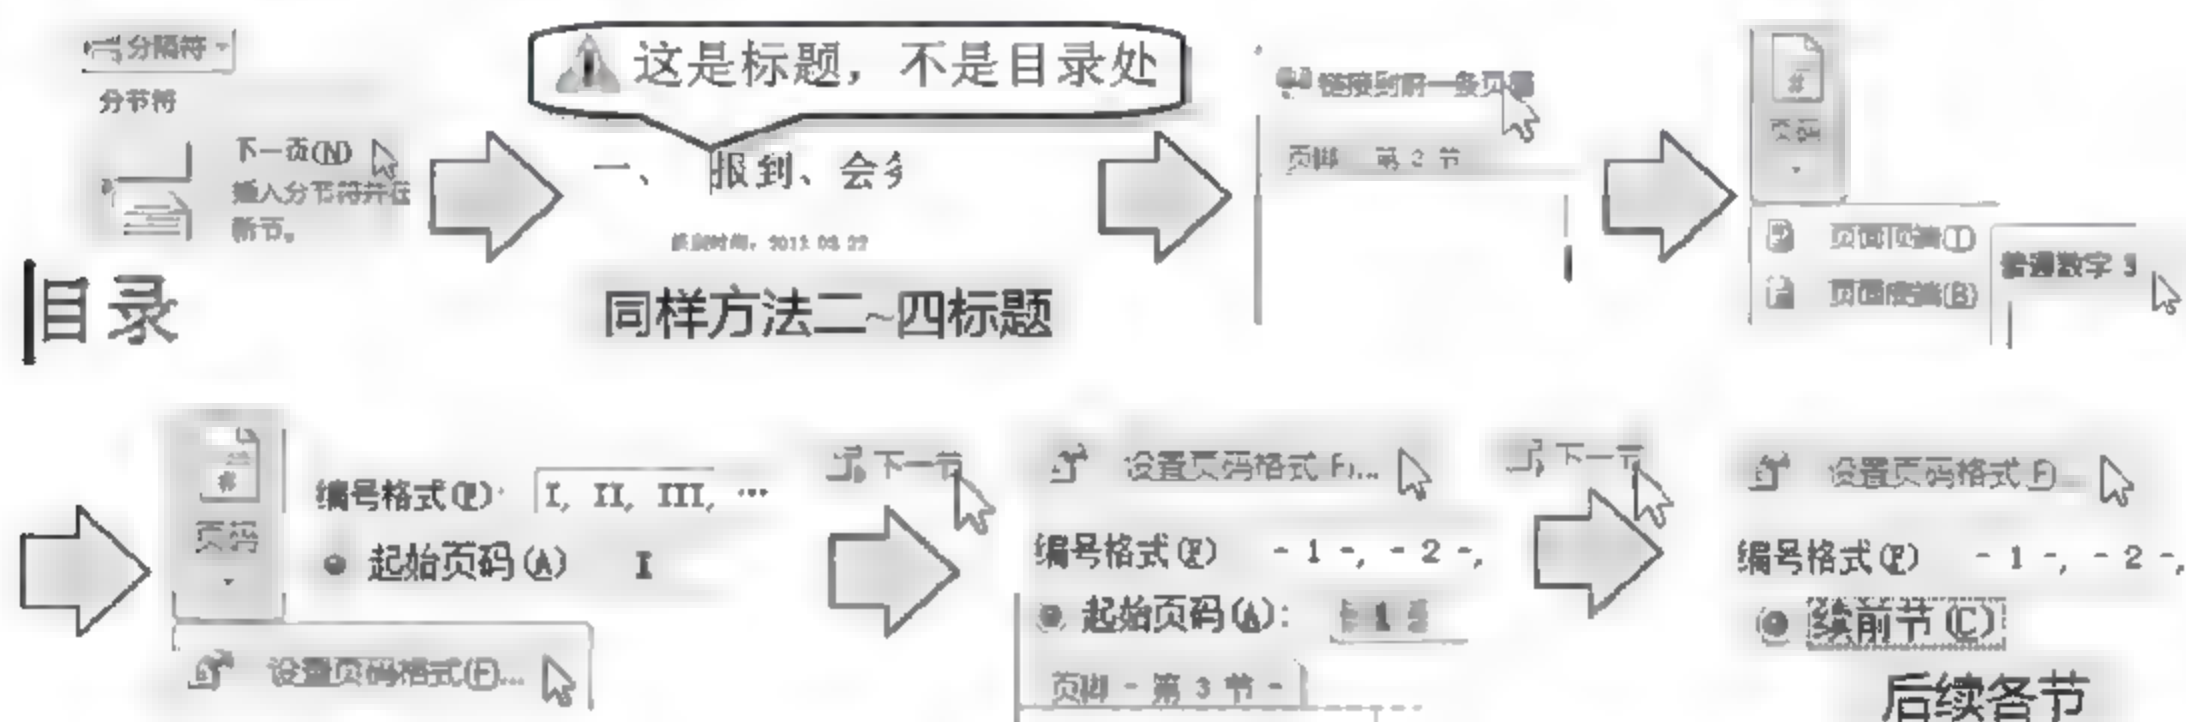 分隔符
分节符
下一页(N)
插入分节符并在
新节。
目录
这是标题，不是目录处
一、报到、会务
同样方法二~四标题
链接到前一条页眉
页脚 第 2 节
#
页码
页面顶端(T)
页面底端(B)
普通数字 3
#
页码
编号格式(F): I, II, III, …
起始页码(A) I
设置页码格式(F)...
下一节
设置页码格式 F)...
编号格式(F) - 1 -, - 2 -,
起始页码(A): - 1 -
页脚 - 第 3 节 -
下一节
设置页码格式 F)...
编号格式(F) - 1 -, - 2 -,
续前节(C)
后续各节